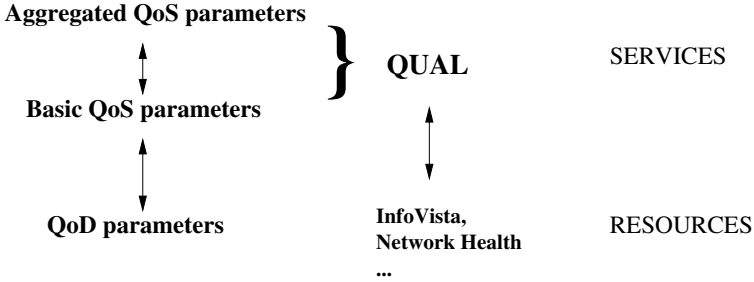 Aggregated QoS parameters
QUAL
SERVICES
Basic QoS parameters
QoD parameters
InfoVista,
Network Health
...
RESOURCES